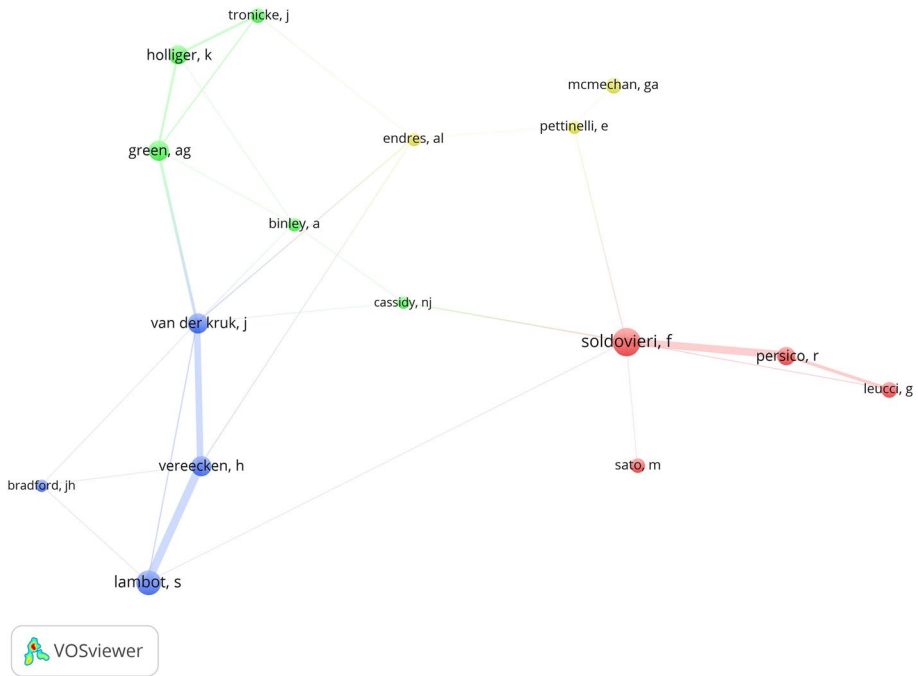 tronicke, j
holliger, k
mcmechan, ga
pettinelli, e
endres, al
green, ag
binley, a
cassidy, nj
van der kruk, j
soldovieri, f
persico, r
leucci, g
vereecken, h
sato, m
bradford, jh
lambot, s
VOSviewer